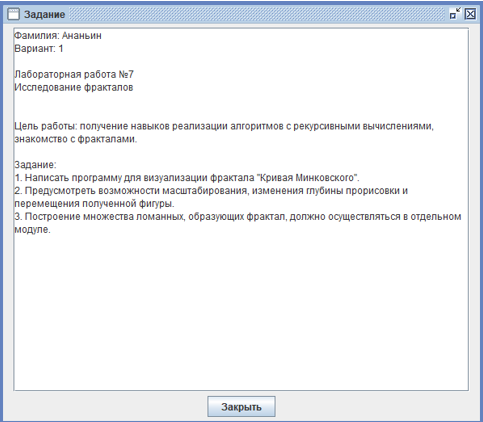 Задание
Фамилия: Ананьин
Вариант: 1
Лабораторная работа №7
Исследование фракталов
Цель работы: получение навыков реализации алгоритмов с рекурсивными вычислениями,
знакомство с фракталами.
Задание:
1. Написать программу для визуализации фрактала "Кривая Минковского".
2. Предусмотреть возможности масштабирования, изменения глубины прорисовки и
перемещения полученной фигуры.
3. Построение множества ломанных, образующих фрактал, должно осуществляться в отдельном
модуле.
Закрыть